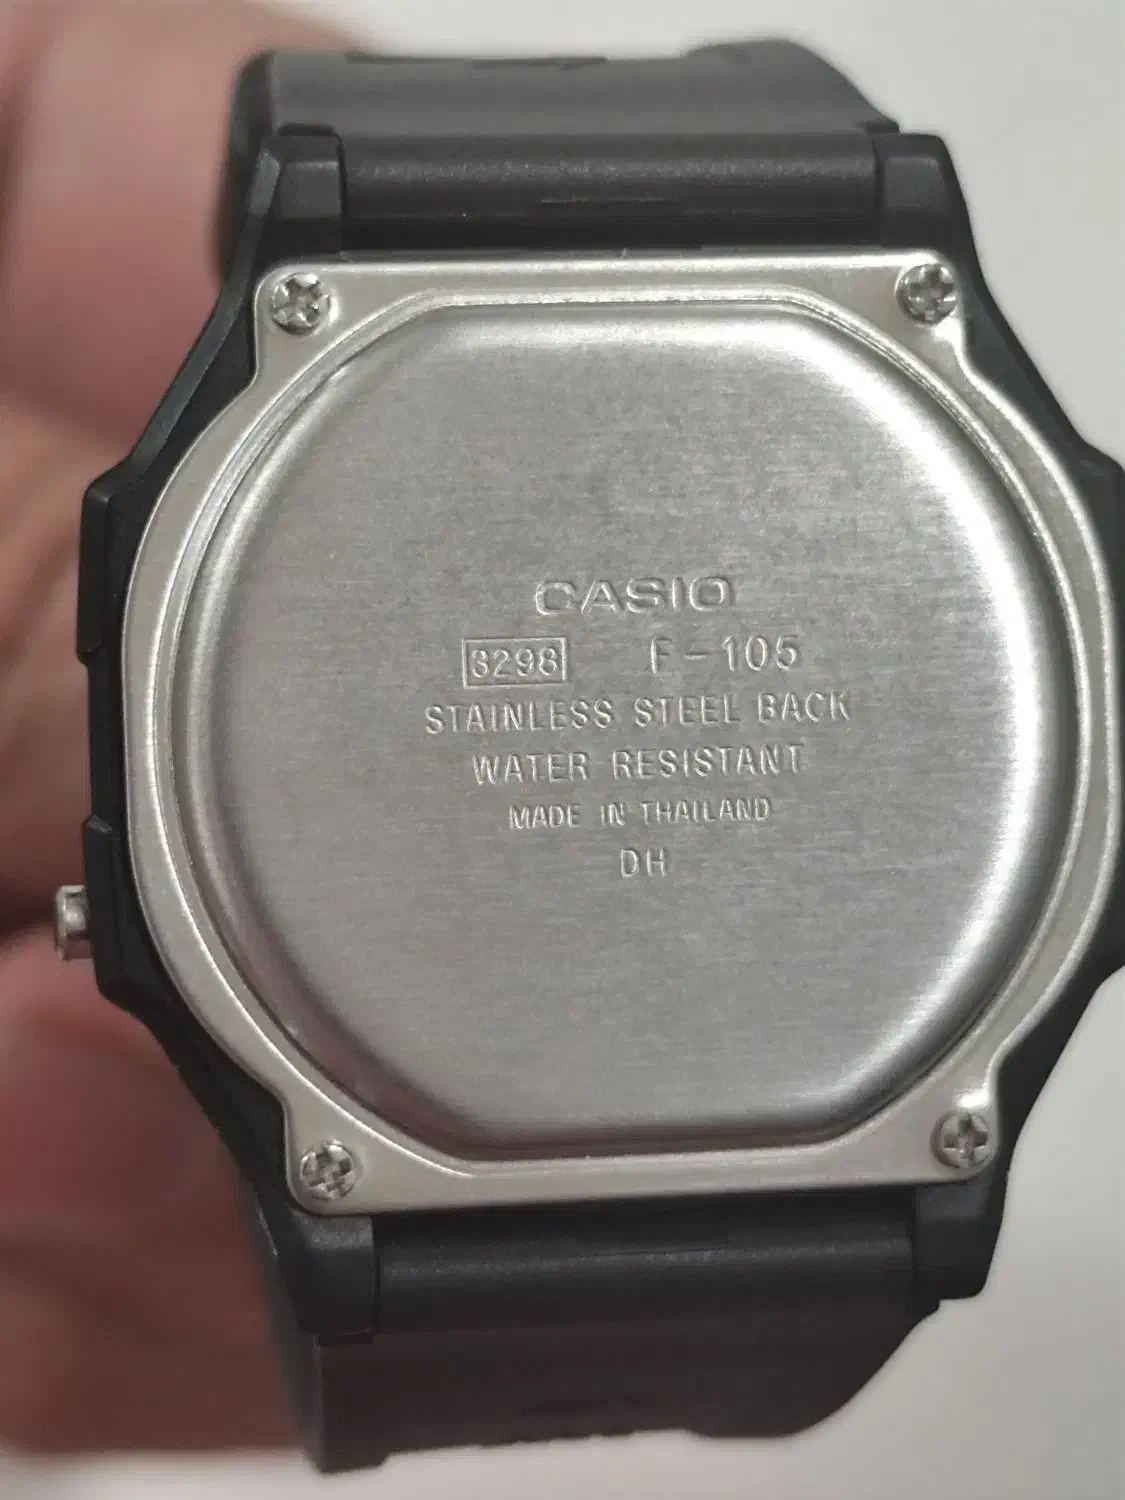 CASIO
3298 F-105
STAINLESS STEEL BACK
WATER RESISTANT
MADE IN THAILAND
DH